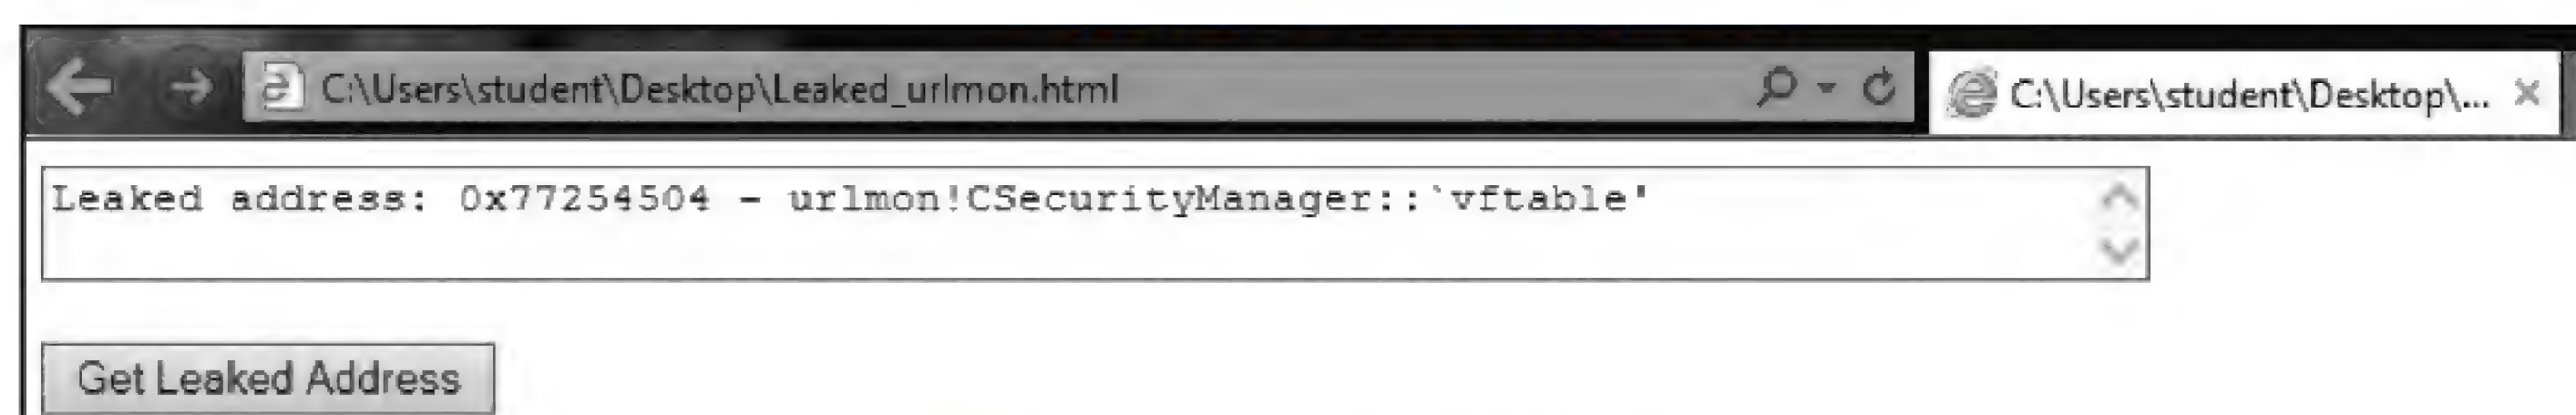 C:\Users\student\Desktop\Leaked_urlmon.html
C:\Users\student\Desktop\...
Leaked address: 0x77254504 - urlmon!CSecurityManager::`vftable'
Get Leaked Address